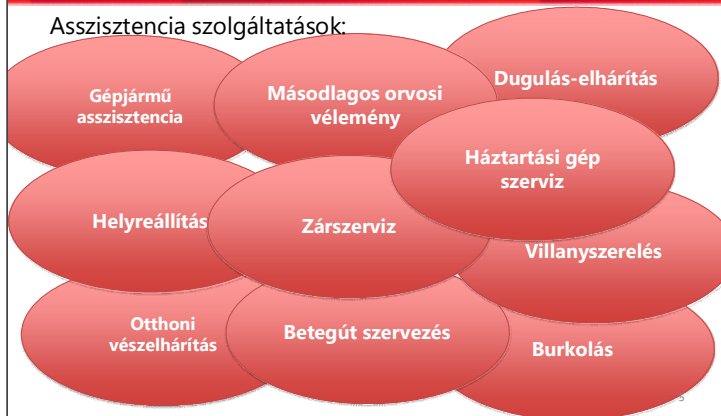 Asszisztencia szolgáltatások:
Gépjármű
asszisztencia
Másodlagos orvosi
vélemény
Dugulás-elhárítás
Háztartási gép
szerviz
Helyreállítás
Zárszerviz
Villanyszerelés
Otthoni
vészelhárítás
Betegút szervezés
Burkolás
5